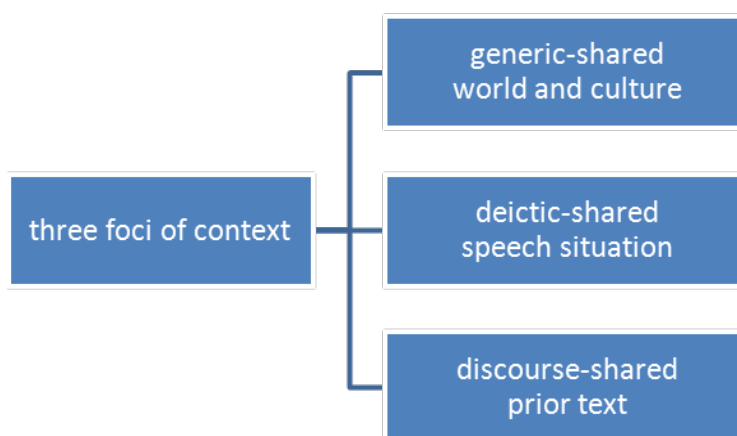 three foci of context
generic-shared
world and culture
deictic-shared
speech situation
discourse-shared
prior text